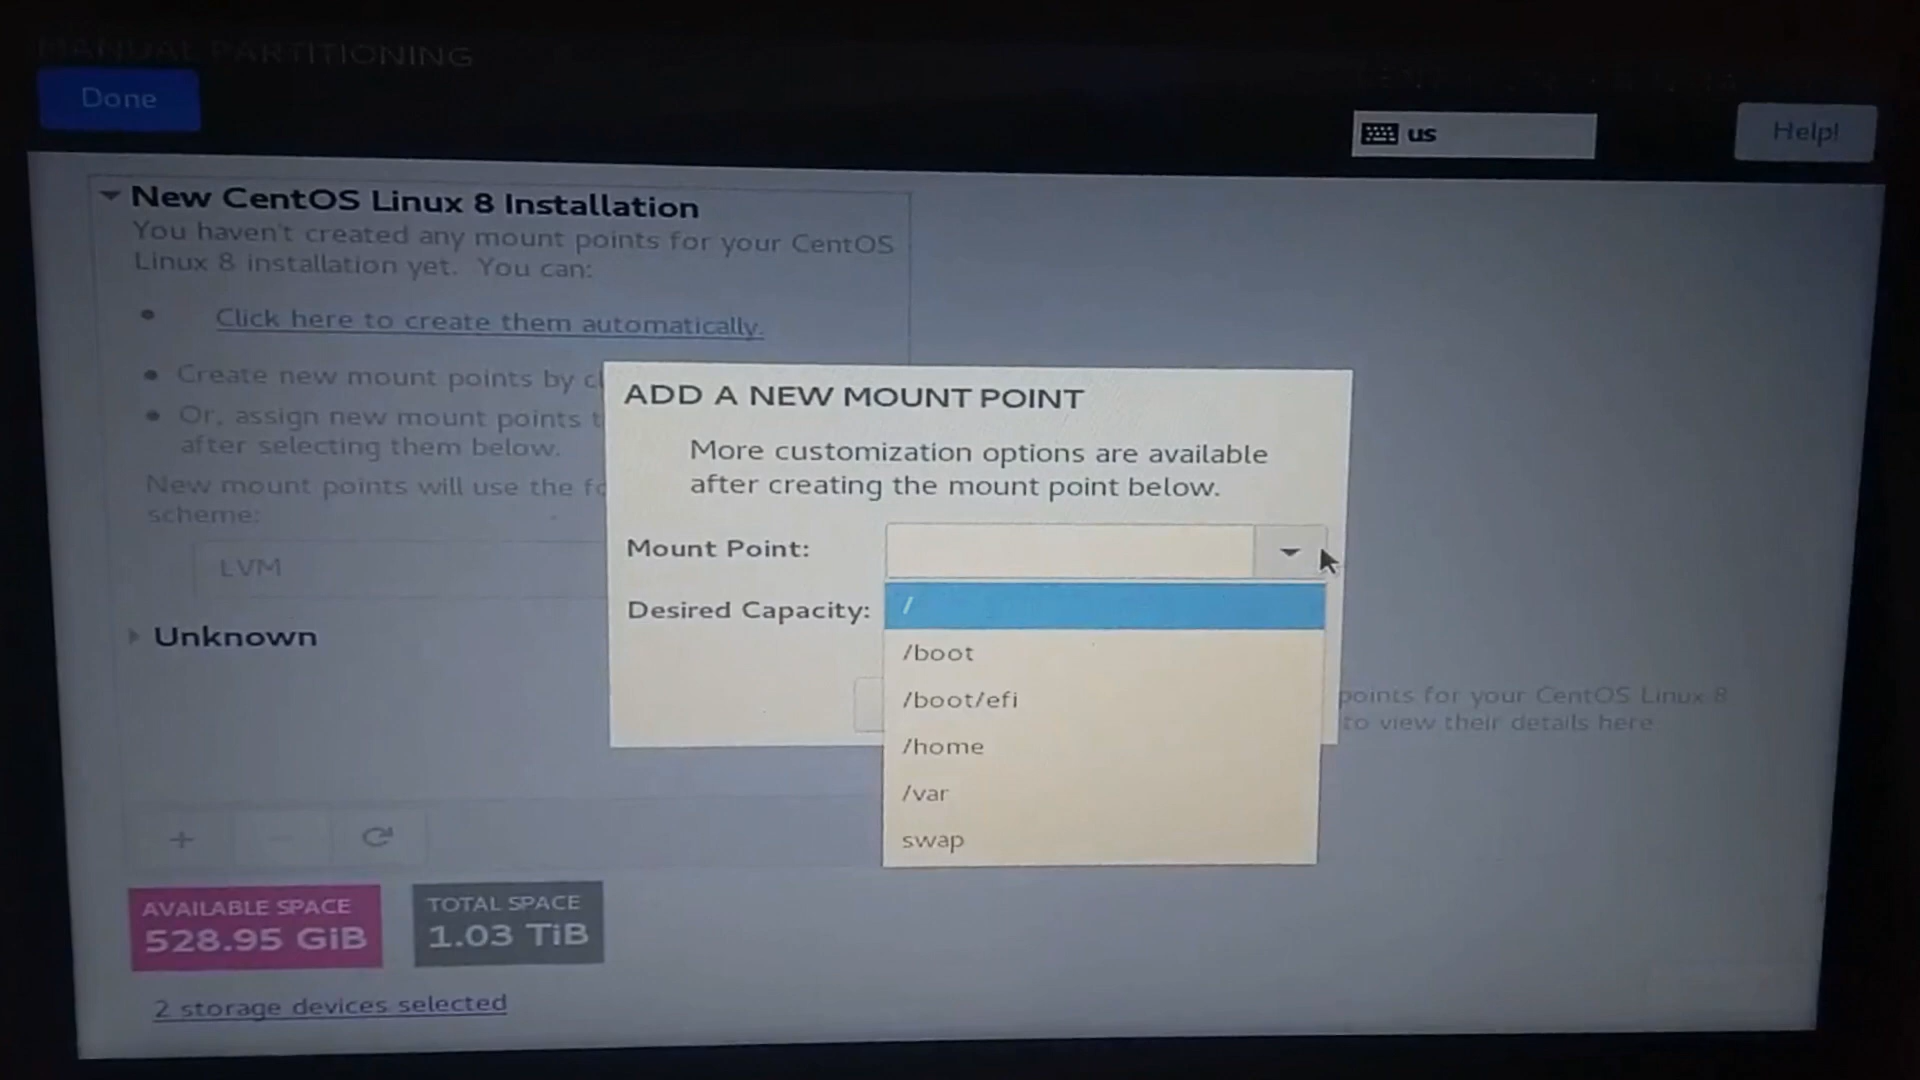 MANUAL PARTITIONING
Done
us
Help!
New CentOS Linux 8 Installation
You haven't created any mount points for your CentOS
Linux 8 installation yet. You can:
Click here to create them automatically.
Create new mount points by
Or, assign new mount points
after selecting them below.
New mount points will use the
scheme:
LVM
Unknown
ADD A NEW MOUNT POINT
More customization options are available
after creating the mount point below.
Mount Point:
Desired Capacity:
/
/boot
/boot/efi
/home
/var
swap
points for your CentOS Linux 8
to view their details here
+
AVAILABLE SPACE
528.95 GiB
TOTAL SPACE
1.03 TiB
2 storage devices selected